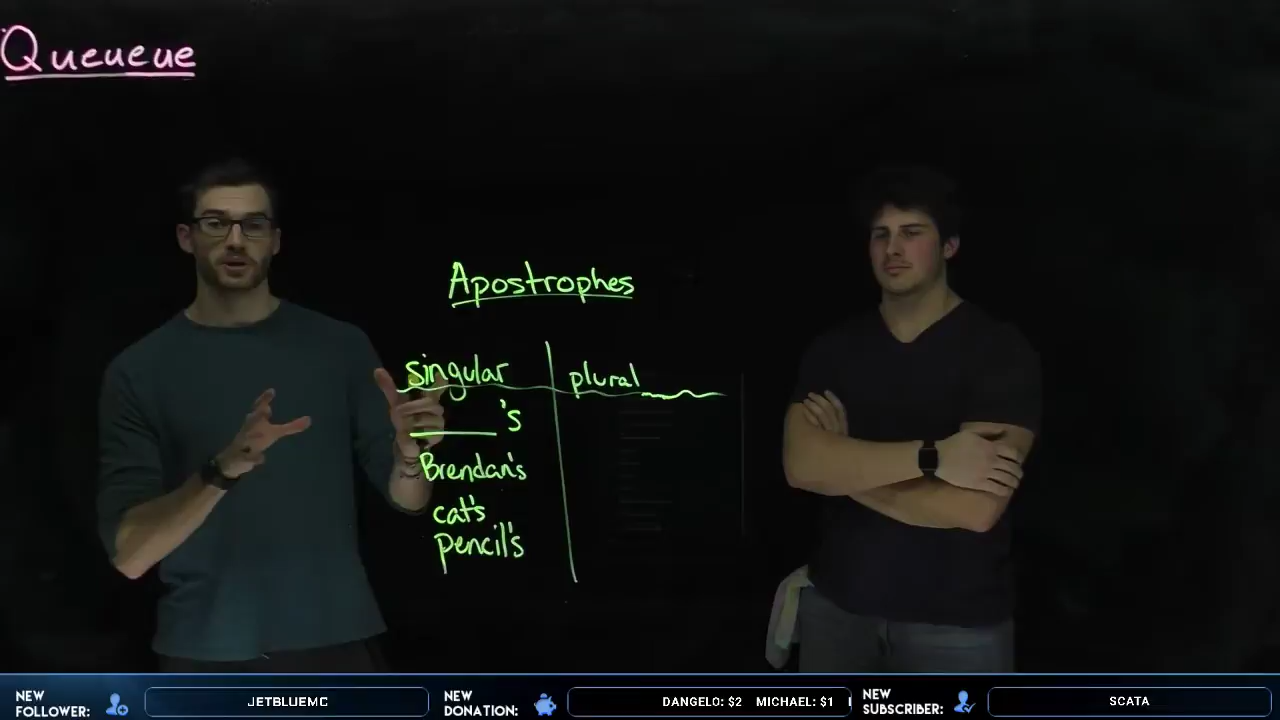 Queueue
Apostrophes
singular plural
___'s
Brendan's
cat's
pencil's
NEW FOLLOWER: JETBLUEMC NEW DONATION: DANGELO: $2 MICHAEL: $1 NEW SUBSCRIBER: SCATA